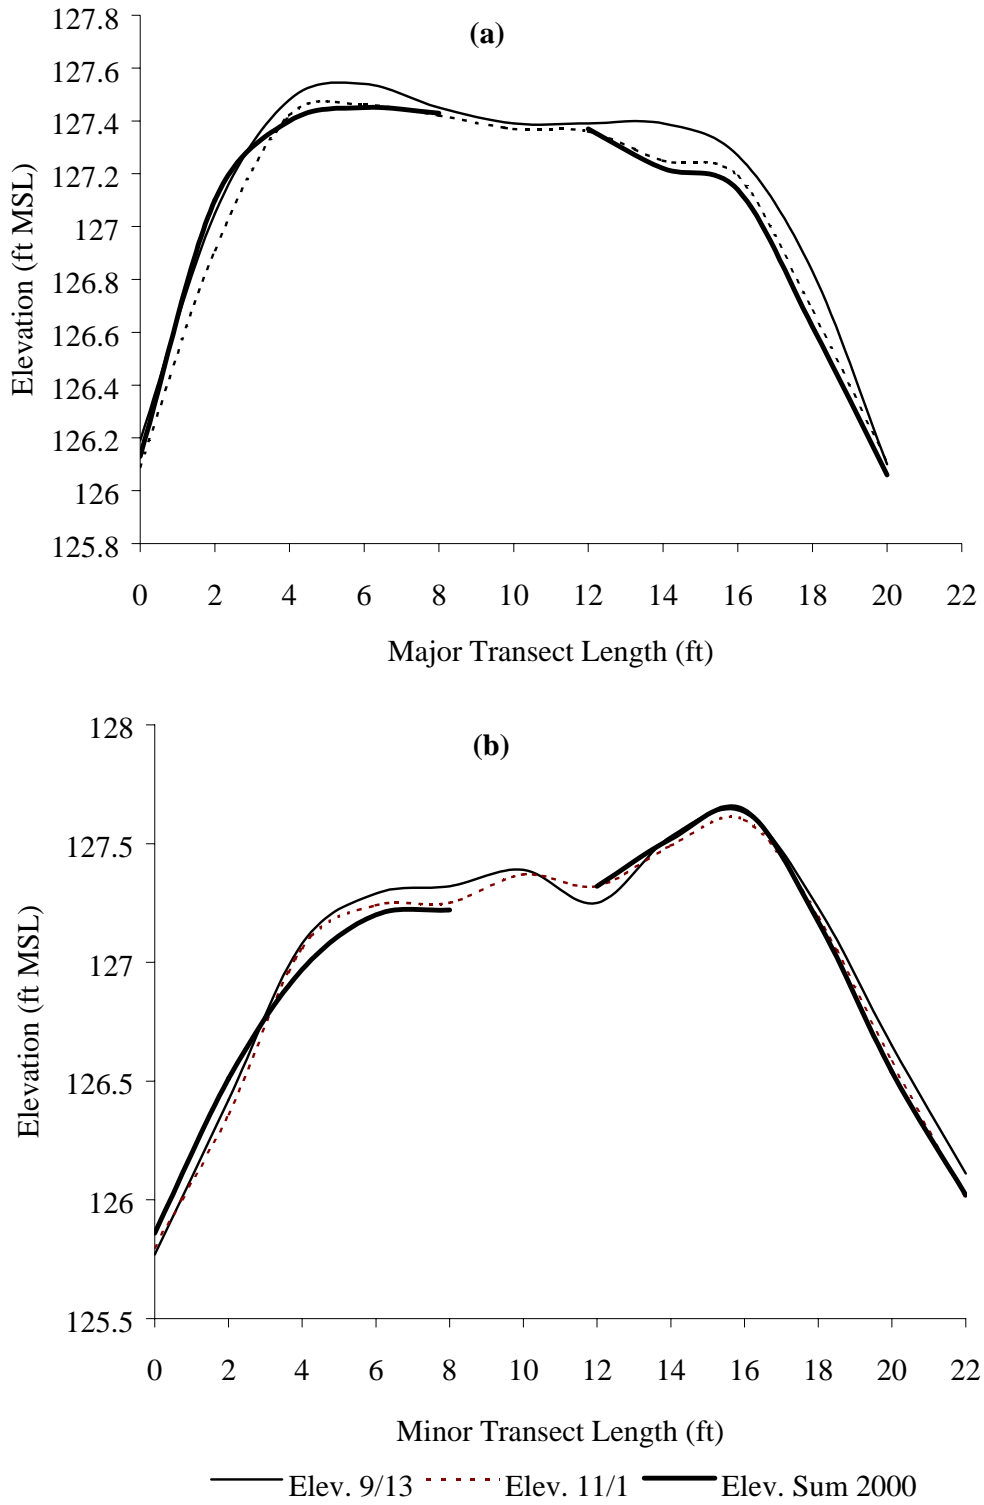 (a)
127.8
127.6
127.4
127.2
127
126.8
126.6
126.4
126.2
126
125.8
Elevation (ft MSL)
0 2 4 6 8 10 12 14 16 18 20 22
Major Transect Length (ft)
(b)
128
127.5
127
126.5
126
125.5
Elevation (ft MSL)
0 2 4 6 8 10 12 14 16 18 20 22
Minor Transect Length (ft)
Elev. 9/13 Elev. 11/1 Elev. Sum 2000